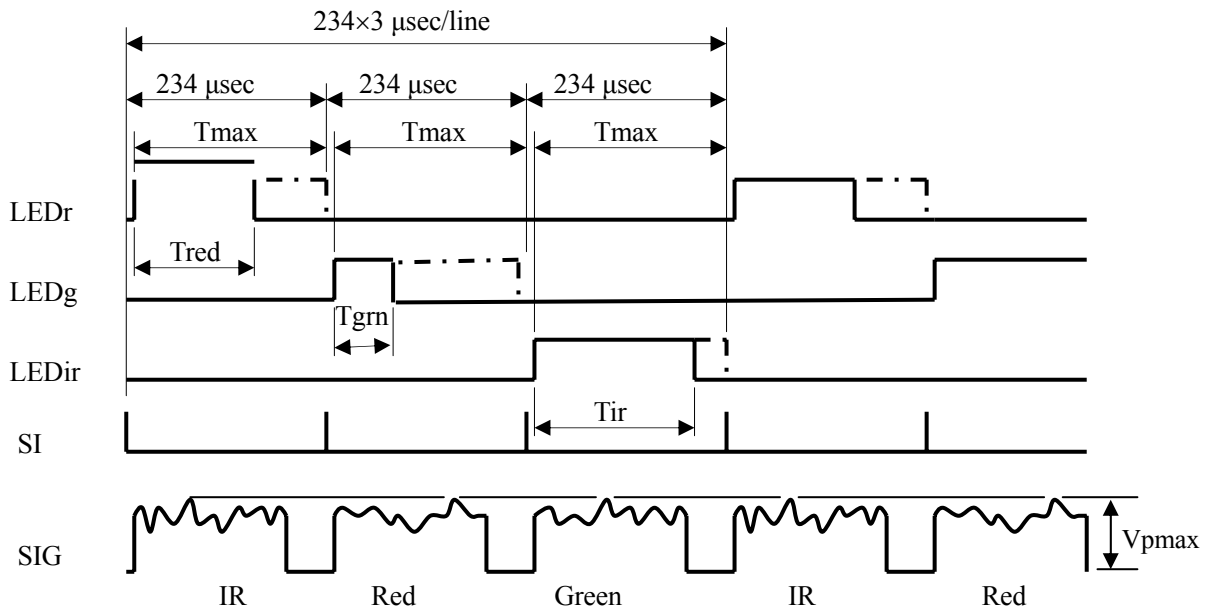 234×3 μsec/line
234 μsec 234 μsec 234 μsec
Tmax Tmax Tmax
LEDr
Tred
LEDg
Tgrn
LEDir
Tir
SI
SIG
Vpmax
IR Red Green IR Red